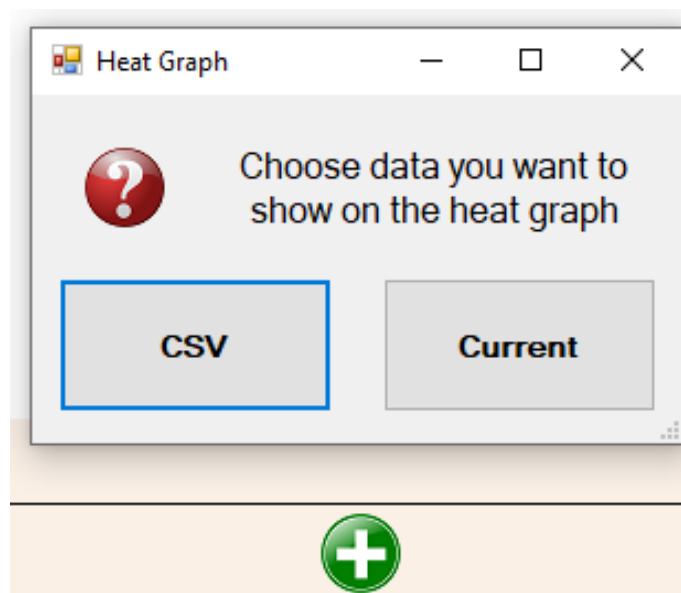 Heat Graph
Choose data you want to
show on the heat graph
CSV
Current